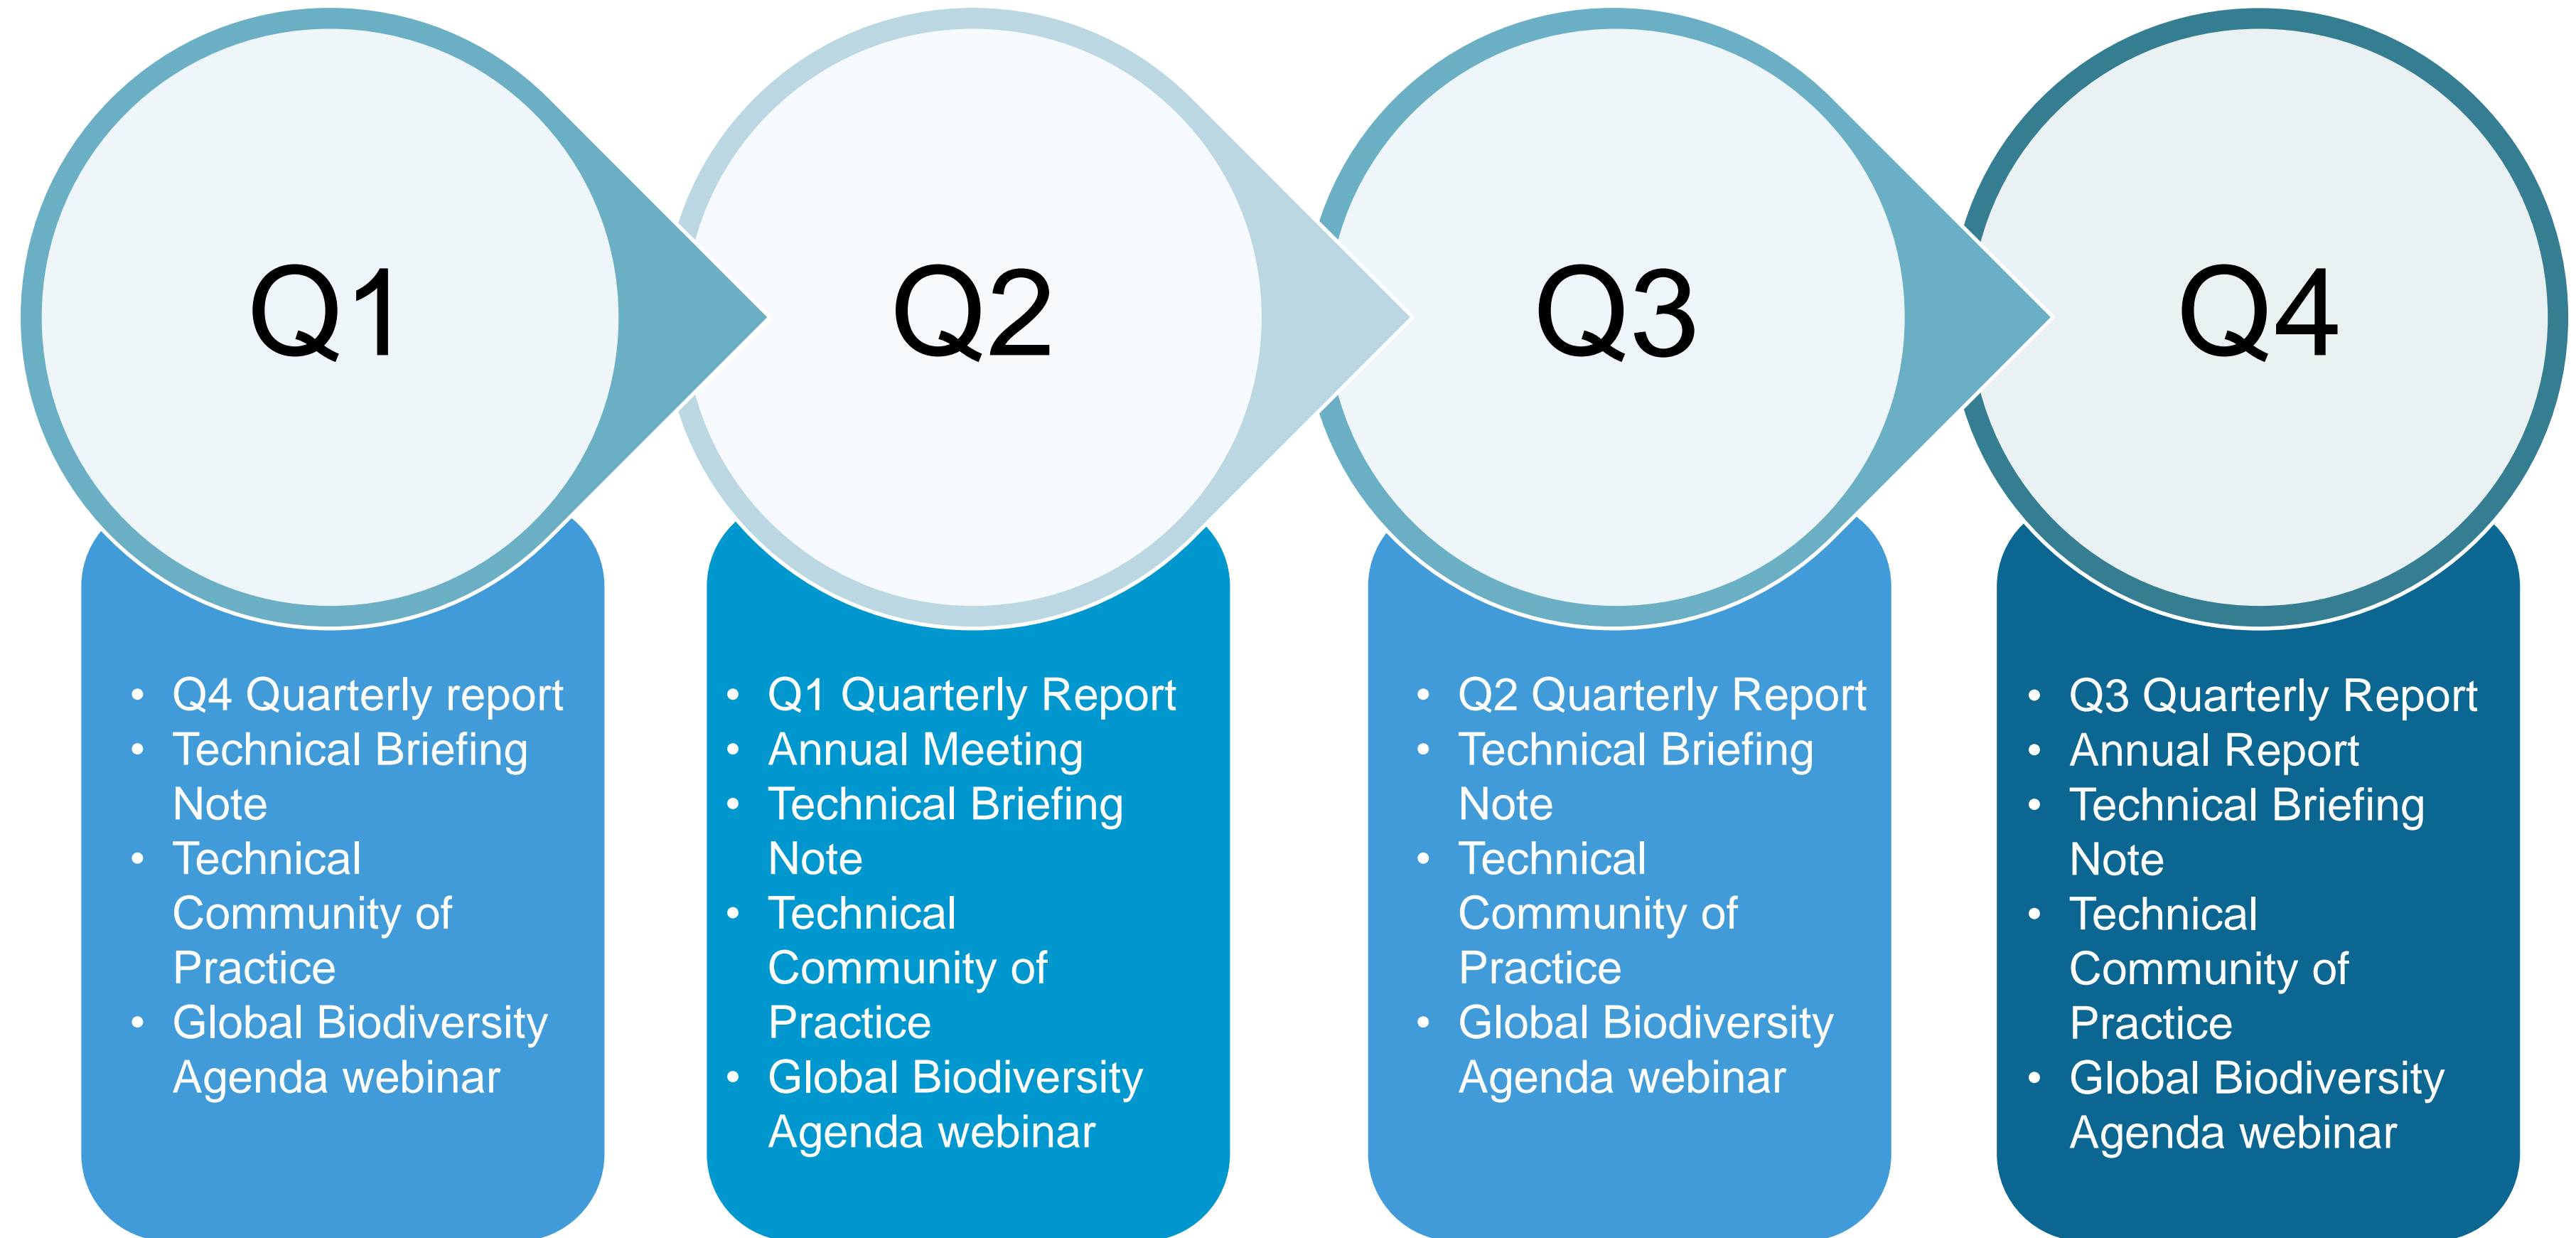 Q1
Q2
Q3
Q4
• Q4 Quarterly report
• Technical Briefing
Note
• Technical
Community of
Practice
• Global Biodiversity
Agenda webinar
• Q1 Quarterly Report
• Annual Meeting
• Technical Briefing
Note
• Technical
Community of
Practice
• Global Biodiversity
Agenda webinar
• Q2 Quarterly Report
• Technical Briefing
Note
• Technical
Community of
Practice
• Global Biodiversity
Agenda webinar
• Q3 Quarterly Report
• Annual Report
• Technical Briefing
Note
• Technical
Community of
Practice
• Global Biodiversity
Agenda webinar